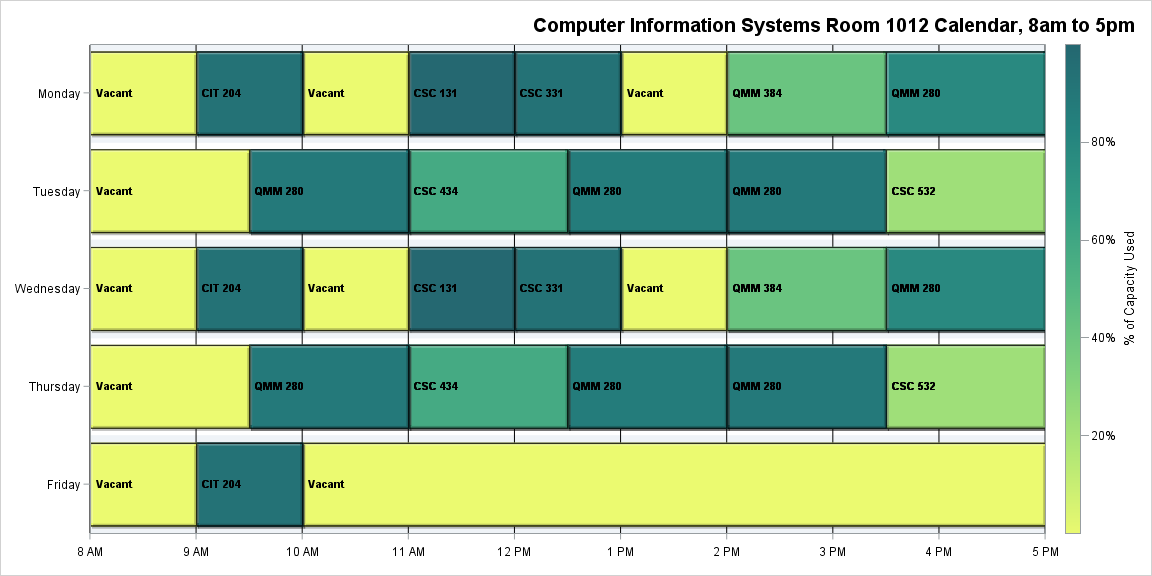 Computer Information Systems Room 1012 Calendar, 8am to 5pm
Monday
Vacant
CIT 204
Vacant
CSC 131
CSC 331
Vacant
QMM 384
QMM 280
Tuesday
Vacant
QMM 280
CSC 434
QMM 280
QMM 280
CSC 532
Wednesday
Vacant
CIT 204
Vacant
CSC 131
CSC 331
Vacant
QMM 384
QMM 280
Thursday
Vacant
QMM 280
CSC 434
QMM 280
QMM 280
CSC 532
Friday
Vacant
CIT 204
Vacant
8 AM
9 AM
10 AM
11 AM
12 PM
1 PM
2 PM
3 PM
4 PM
5 PM
80%
60%
40%
20%
% of Capacity Used